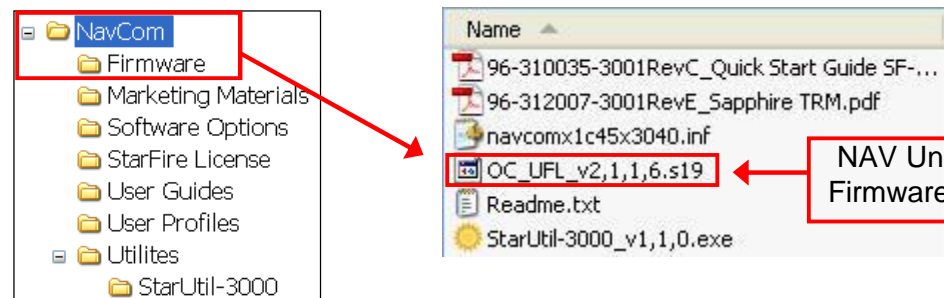 NavCom
Firmware
Marketing Materials
Software Options
StarFire License
User Guides
User Profiles
Utilites
StarUtil-3000
Name
96-310035-3001RevC_Quick Start Guide SF-...
96-312007-3001RevE_Sapphire TRM.pdf
navcomx1c45x3040.inf
OC_UFL_v2,1,1,6.s19
Readme.txt
StarUtil-3000_v1,1,0.exe
NAV Un
Firmware